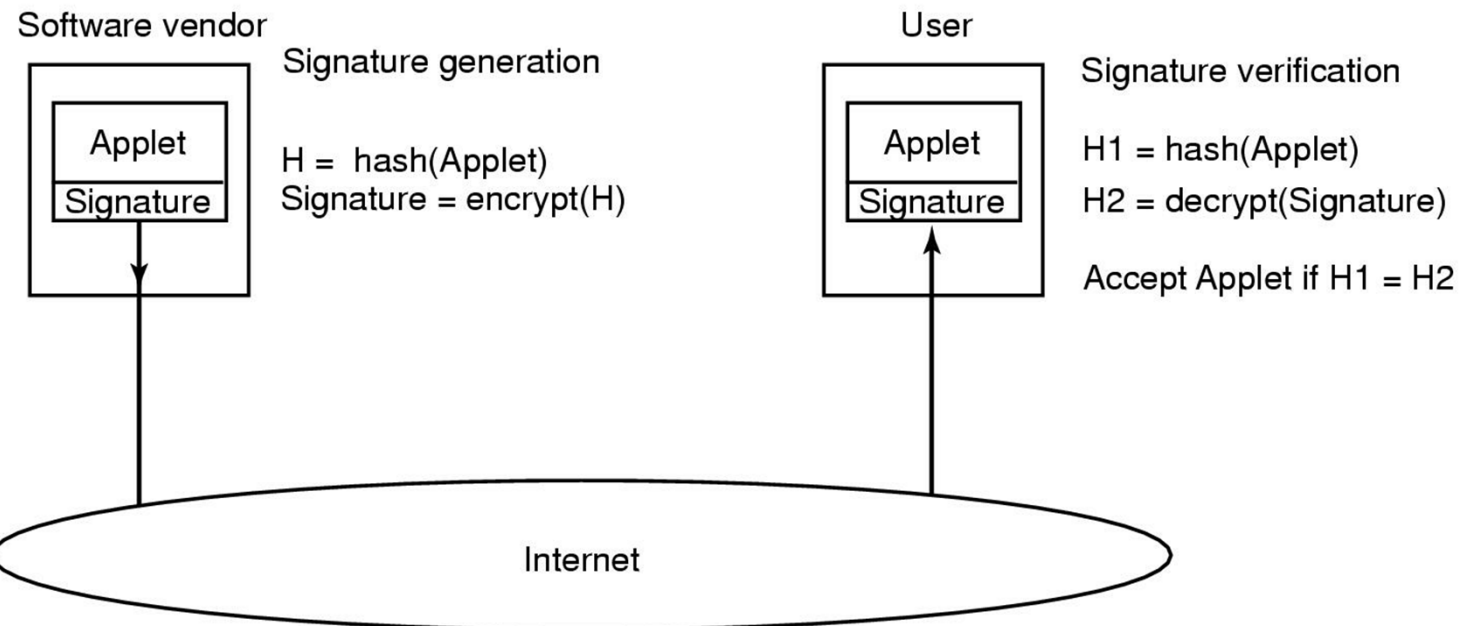 Software vendor
Signature generation
Applet
Signature
H = hash(Applet)
Signature = encrypt(H)
User
Signature verification
Applet
Signature
H1 = hash(Applet)
H2 = decrypt(Signature)
Accept Applet if H1 = H2
Internet